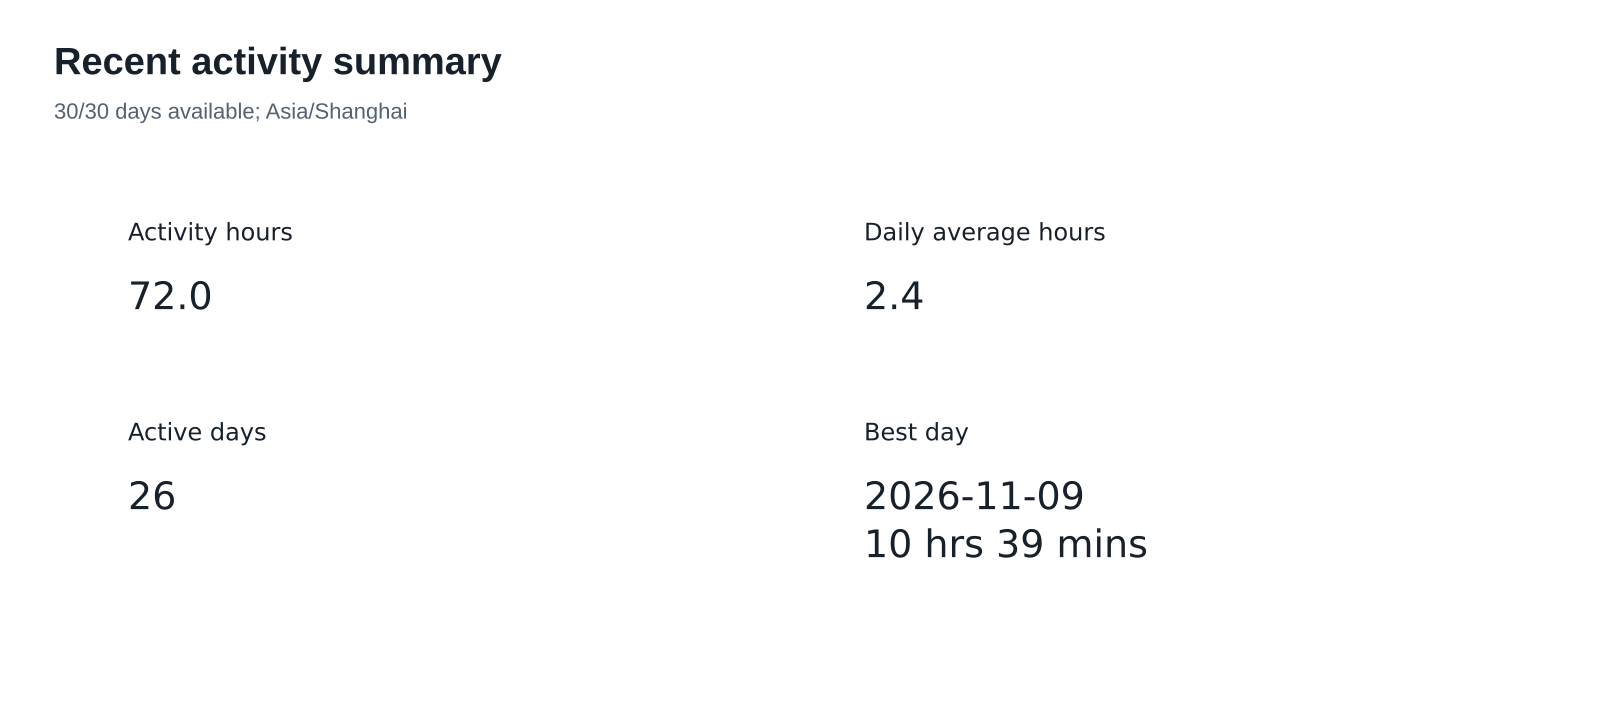 Recent activity summary
30/30 days available; Asia/Shanghai
Activity hours
72.0
Daily average hours
2.4
Active days
26
Best day
2026-11-09
10 hrs 39 mins